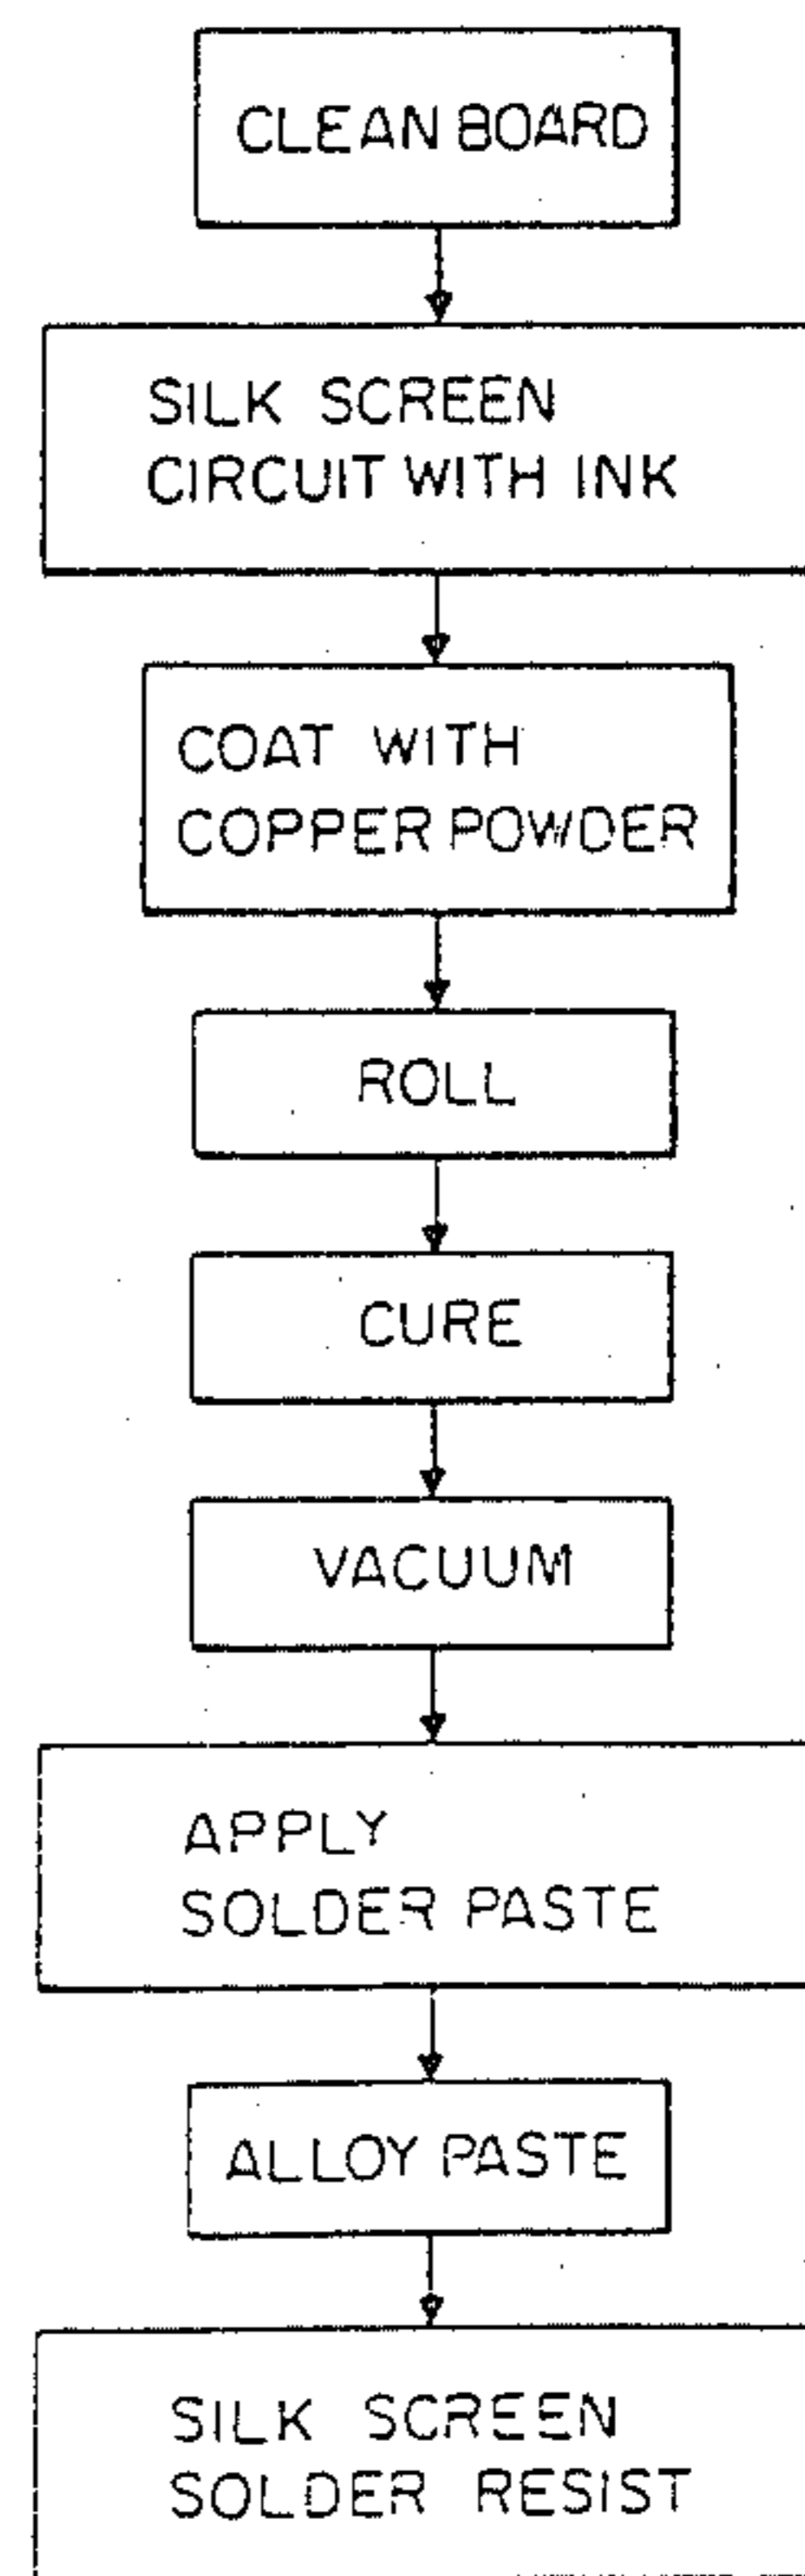 CLEAN BOARD
SILK SCREEN
CIRCUIT WITH INK
COAT WITH
COPPER POWDER
ROLL
CURE
VACUUM
APPLY
SOLDER PASTE
ALLOY PASTE
SILK SCREEN
SOLDER RESIST